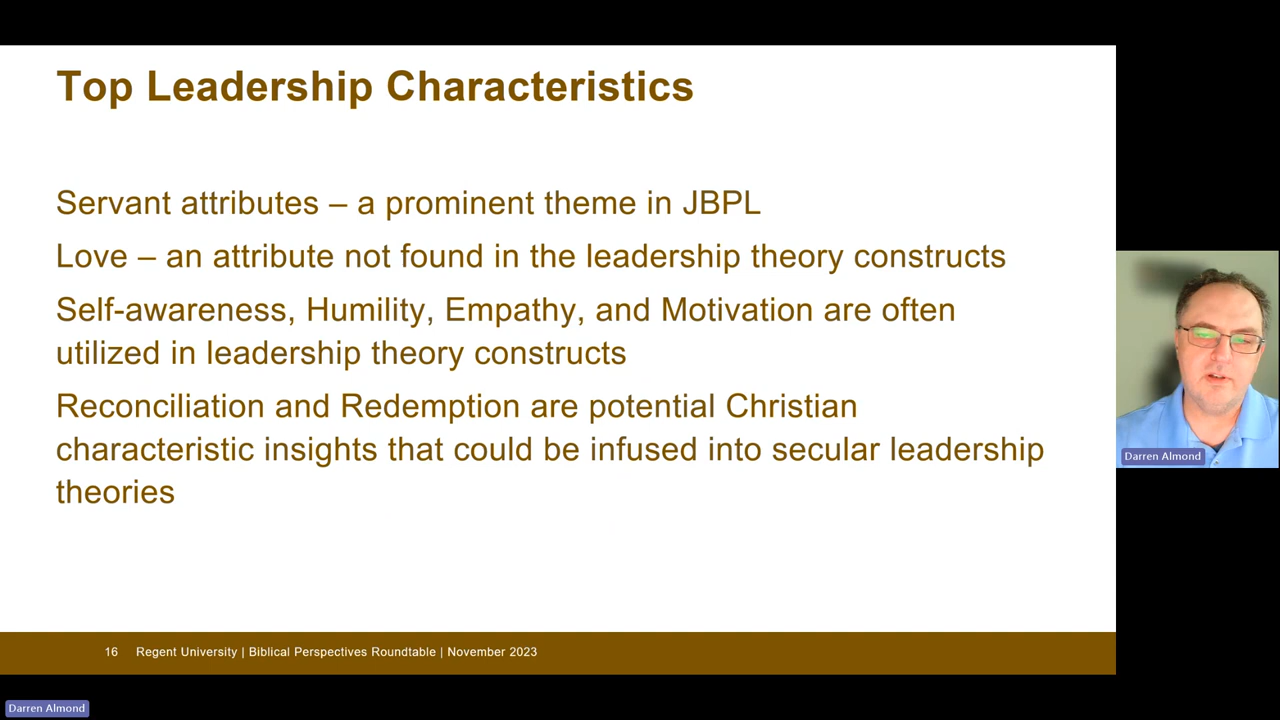 Top Leadership Characteristics
Servant attributes – a prominent theme in JBPL
Love – an attribute not found in the leadership theory constructs
Self-awareness, Humility, Empathy, and Motivation are often
utilized in leadership theory constructs
Reconciliation and Redemption are potential Christian
characteristic insights that could be infused into secular leadership
theories
Darren Almond
16 Regent University | Biblical Perspectives Roundtable | November 2023
Darren Almond